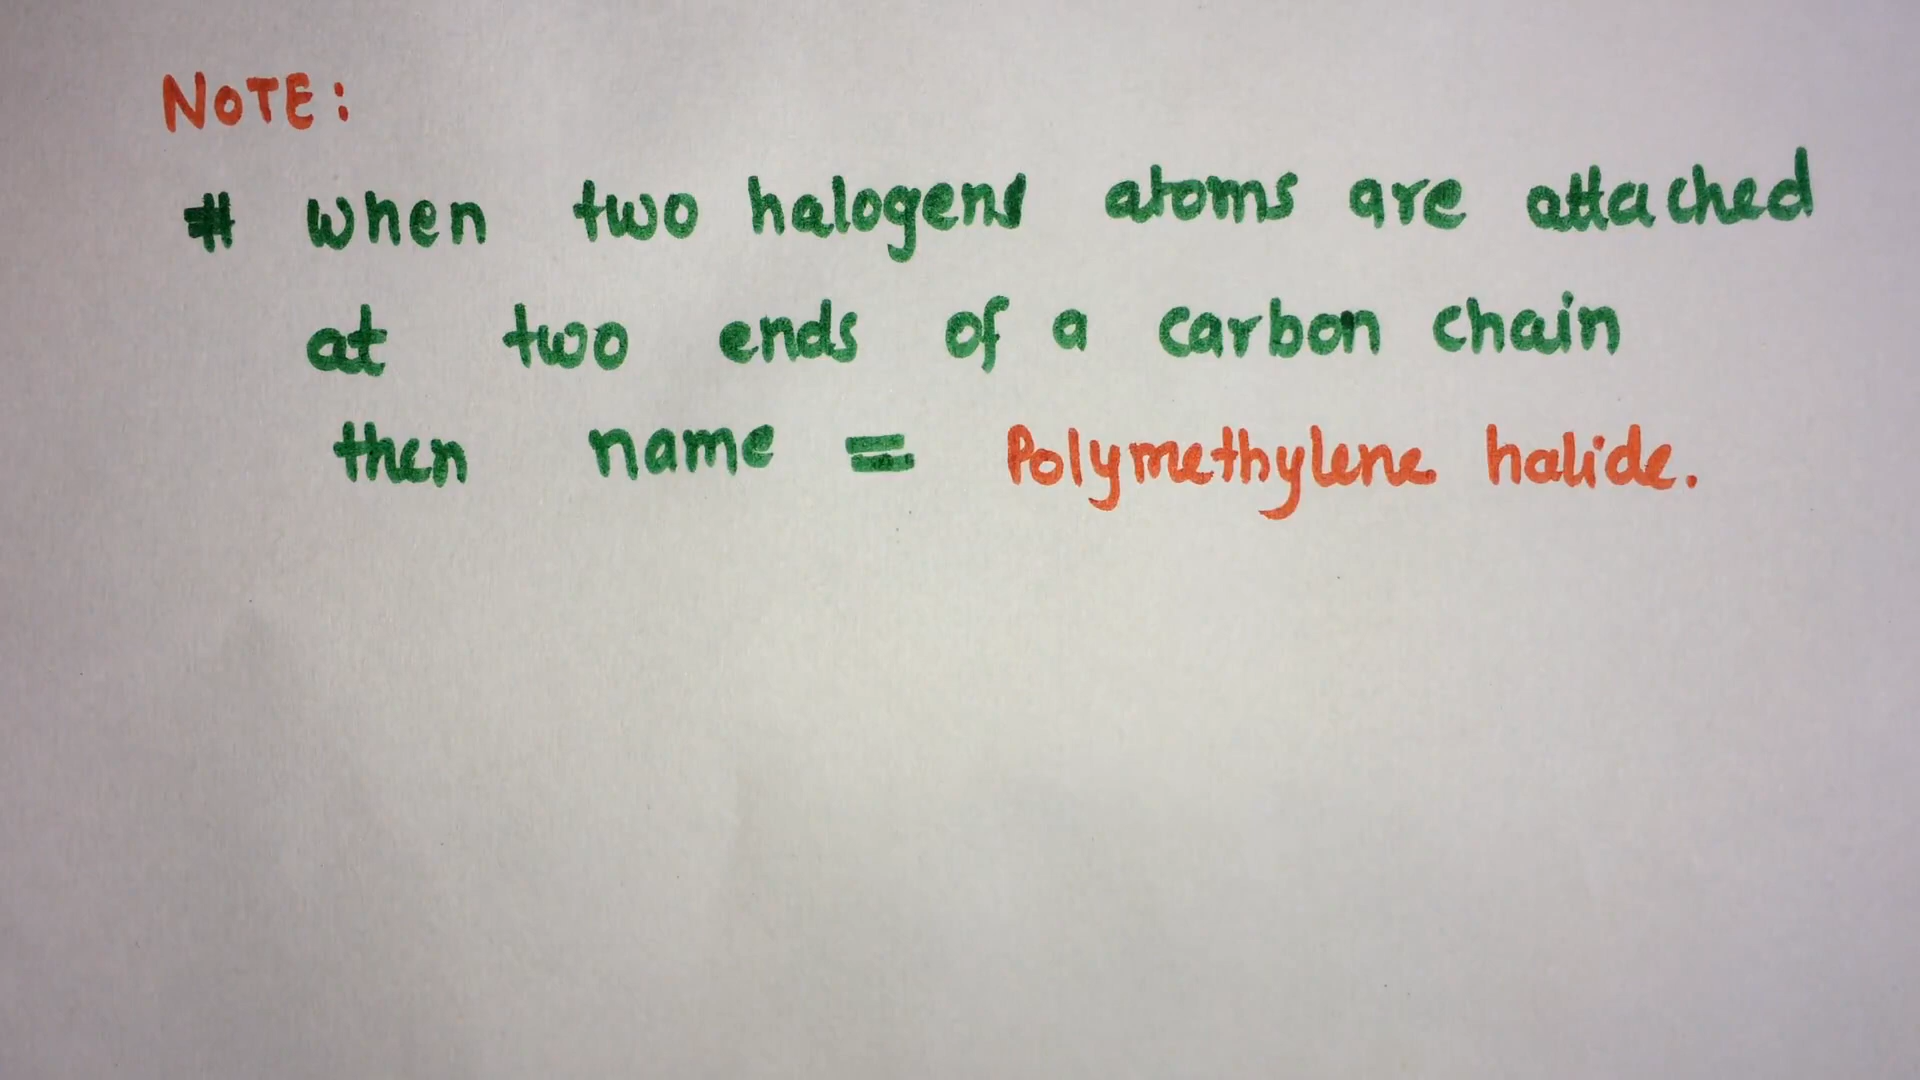 NOTE:
# when two halogens atoms are attached
at two ends of a carbon chain
then name = Polymethylene halide.